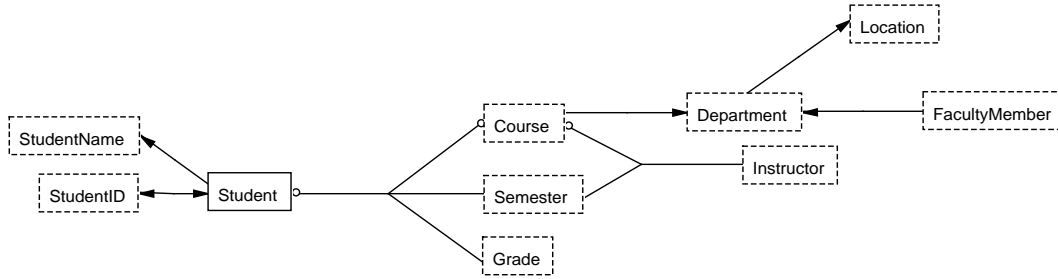 Location
Course
Department
FacultyMember
StudentName
Instructor
StudentID
Student
Semester
Grade